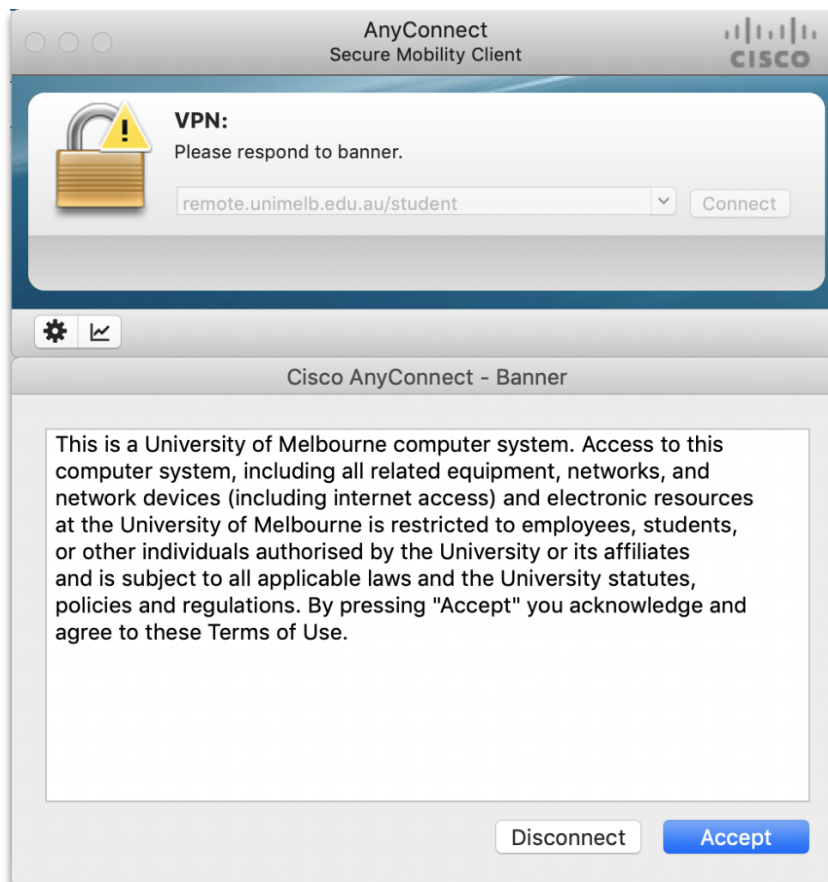 AnyConnect
Secure Mobility Client
CISCO
VPN:
Please respond to banner.
remote.unimelb.edu.au/student
Connect
Cisco AnyConnect - Banner
This is a University of Melbourne computer system. Access to this
computer system, including all related equipment, networks, and
network devices (including internet access) and electronic resources
at the University of Melbourne is restricted to employees, students,
or other individuals authorised by the University or its affiliates
and is subject to all applicable laws and the University statutes,
policies and regulations. By pressing "Accept" you acknowledge and
agree to these Terms of Use.
Disconnect
Accept